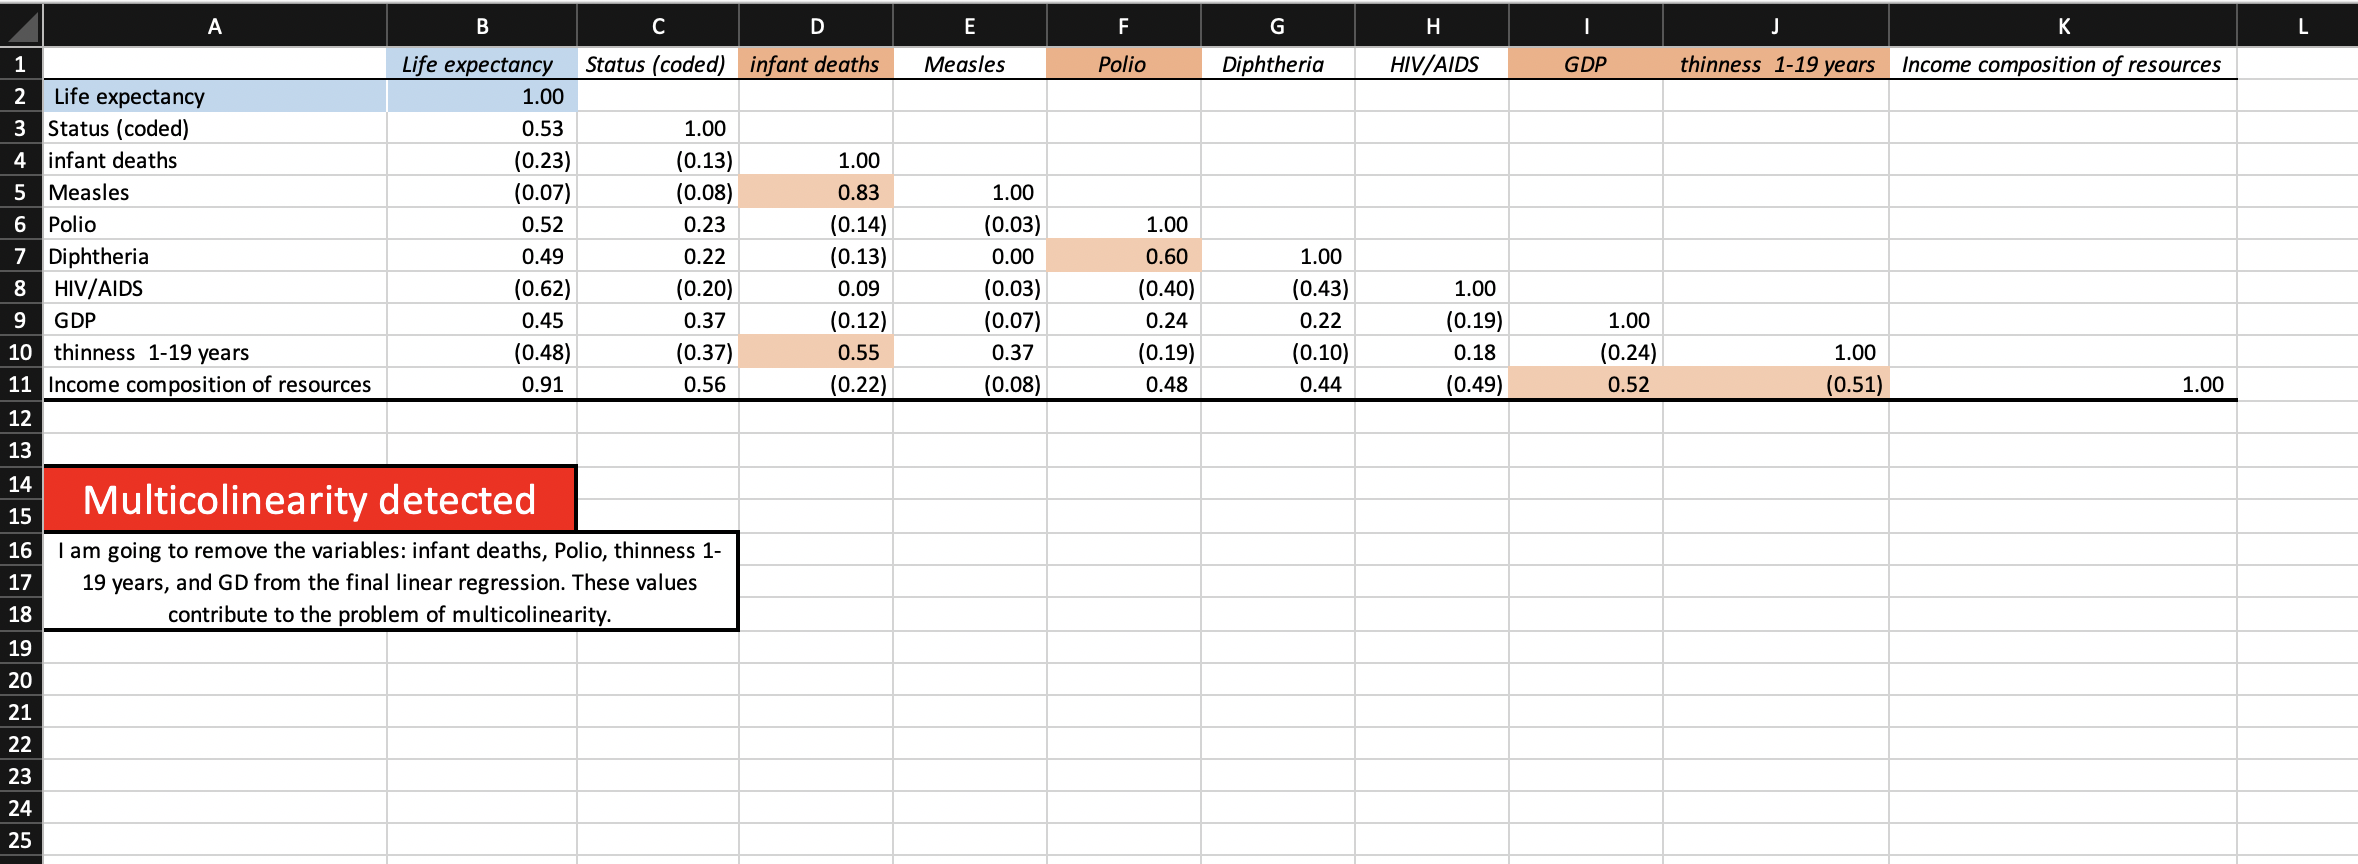 A B C D E F G H I J K L
1 Life expectancy Status (coded) infant deaths Measles Polio Diphtheria HIV/AIDS GDP thinness 1-19 years Income composition of resources
2 Life expectancy 1.00
3 Status (coded) 0.53 1.00
4 infant deaths (0.23) (0.13) 1.00
5 Measles (0.07) (0.08) 0.83 1.00
6 Polio 0.52 0.23 (0.14) (0.03) 1.00
7 Diphtheria 0.49 0.22 (0.13) 0.00 0.60 1.00
8 HIV/AIDS (0.62) (0.20) 0.09 (0.03) (0.40) (0.43) 1.00
9 GDP 0.45 0.37 (0.12) (0.07) 0.24 0.22 (0.19) 1.00
10 thinness 1-19 years (0.48) (0.37) 0.55 0.37 (0.19) (0.10) 0.18 (0.24) 1.00
11 Income composition of resources 0.91 0.56 (0.22) (0.08) 0.48 0.44 (0.49) 0.52 (0.51) 1.00
12
13
14
Multicolinearity detected
15
16 I am going to remove the variables: infant deaths, Polio, thinness 1-
17 19 years, and GD from the final linear regression. These values
18 contribute to the problem of multicolinearity.
19
20
21
22
23
24
25